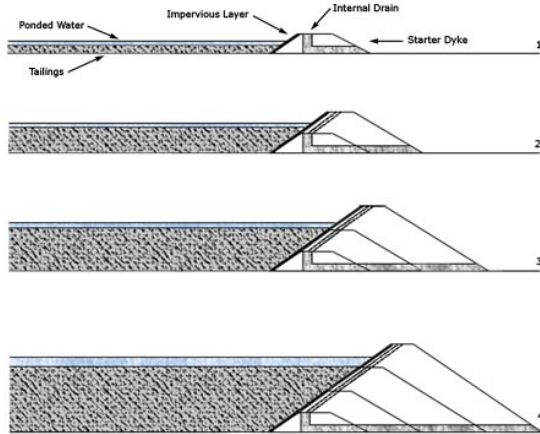 Internal Drain
Impervious Layer
Ponded Water
Starter Dyke
1
Tailings
2
3
4